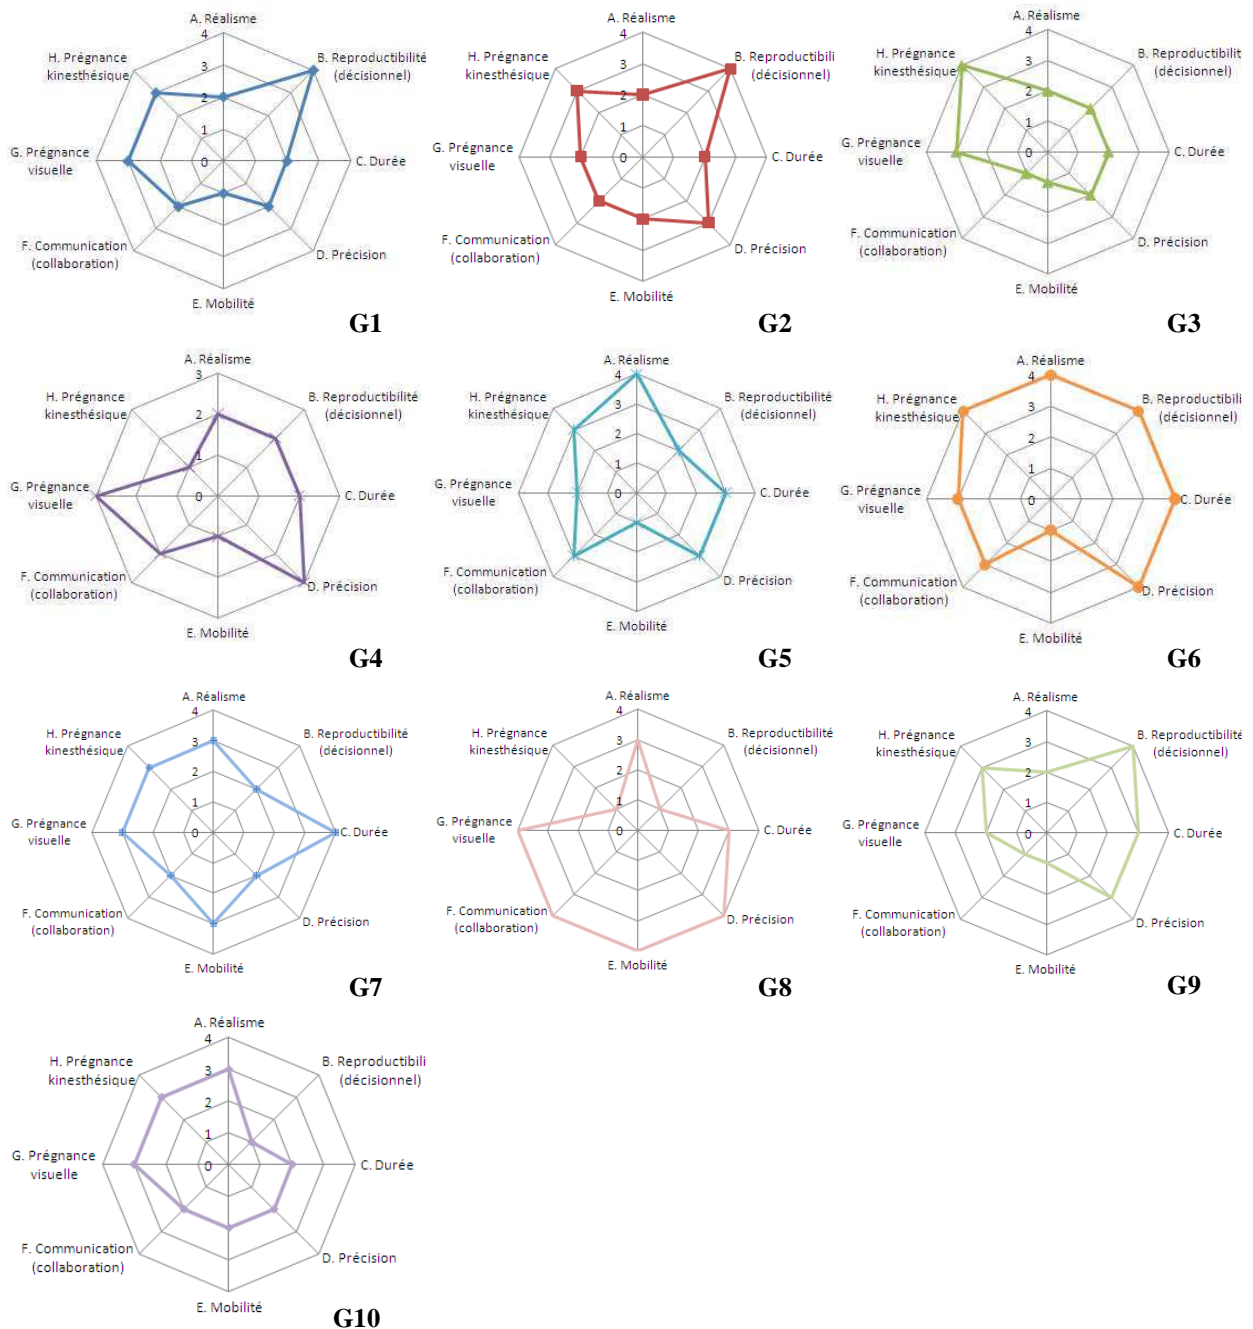 A. Réalisme
4
3
2
1
0
B. Reproductibilité
(décisionnel)
C. Durée
D. Précision
E. Mobilité
F. Communication
(collaboration)
G. Prégnance
visuelle
H. Prégnance
kinesthésique
G1
A. Réalisme
4
3
2
1
0
B. Reproductibili
(décisionnel)
C. Durée
D. Précision
E. Mobilité
F. Communication
(collaboration)
G. Prégnance
visuelle
H. Prégnance
kinesthésique
G2
A. Réalisme
4
3
2
1
0
B. Reproductibilit
(décisionnel)
C. Durée
D. Précision
E. Mobilité
F. Communication
(collaboration)
G. Prégnance
visuelle
H. Prégnance
kinesthésique
G3
A. Réalisme
3
2
1
0
B. Reproductibilité
(décisionnel)
C. Durée
D. Précision
E. Mobilité
F. Communication
(collaboration)
G. Prégnance
visuelle
H. Prégnance
kinesthésique
G4
A. Réalisme
4
3
2
1
0
B. Reproductibilité
(décisionnel)
C. Durée
D. Précision
E. Mobilité
F. Communication
(collaboration)
G. Prégnance
visuelle
H. Prégnance
kinesthésique
G5
A. Réalisme
4
3
2
1
0
B. Reproductibili
(décisionnel)
C. Durée
D. Précision
E. Mobilité
F. Communication
(collaboration)
G. Prégnance
visuelle
H. Prégnance
kinesthésique
G6
A. Réalisme
4
3
2
1
0
B. Reproductibilité
(décisionnel)
C. Durée
D. Précision
E. Mobilité
F. Communication
(collaboration)
G. Prégnance
visuelle
H. Prégnance
kinesthésique
G7
A. Réalisme
4
3
2
1
0
B. Reproductibili
(décisionnel)
C. Durée
D. Précision
E. Mobilité
F. Communication
(collaboration)
G. Prégnance
visuelle
H. Prégnance
kinesthésique
G8
A. Réalisme
4
3
2
1
0
B. Reproductibilité
(décisionnel)
C. Durée
D. Précision
E. Mobilité
F. Communication
(collaboration)
G. Prégnance
visuelle
H. Prégnance
kinesthésique
G9
A. Réalisme
4
3
2
1
0
B. Reproductibili
(décisionnel)
C. Durée
D. Précision
E. Mobilité
F. Communication
(collaboration)
G. Prégnance
visuelle
H. Prégnance
kinesthésique
G10